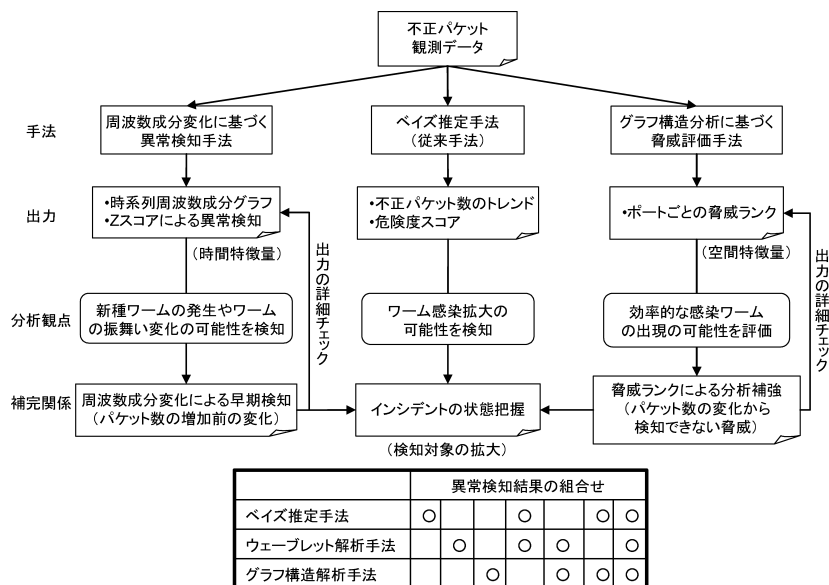 不正パケット
観測データ
手法
周波数成分変化に基づく
異常検知手法
ベイズ推定手法
(従来手法)
グラフ構造分析に基づく
脅威評価手法
出力
•時系列周波数成分グラフ
•Zスコアによる異常検知
•不正パケット数のトレンド
•危険度スコア
•ポートごとの脅威ランク
(時間特徴量)
(空間特徴量)
出力の詳細チェック
出力の詳細チェック
分析観点
新種ワームの発生やワーム
の振舞い変化の可能性を検知
ワーム感染拡大の
可能性を検知
効率的な感染ワーム
の出現の可能性を評価
補完関係
周波数成分変化による早期検知
(パケット数の増加前の変化)
インシデントの状態把握
(検知対象の拡大)
脅威ランクによる分析補強
(パケット数の変化から
検知できない脅威)
異常検知結果の組合せ
ベイズ推定手法 ○ ○ ○ ○
ウェーブレット解析手法 ○ ○ ○ ○
グラフ構造解析手法 ○ ○ ○ ○